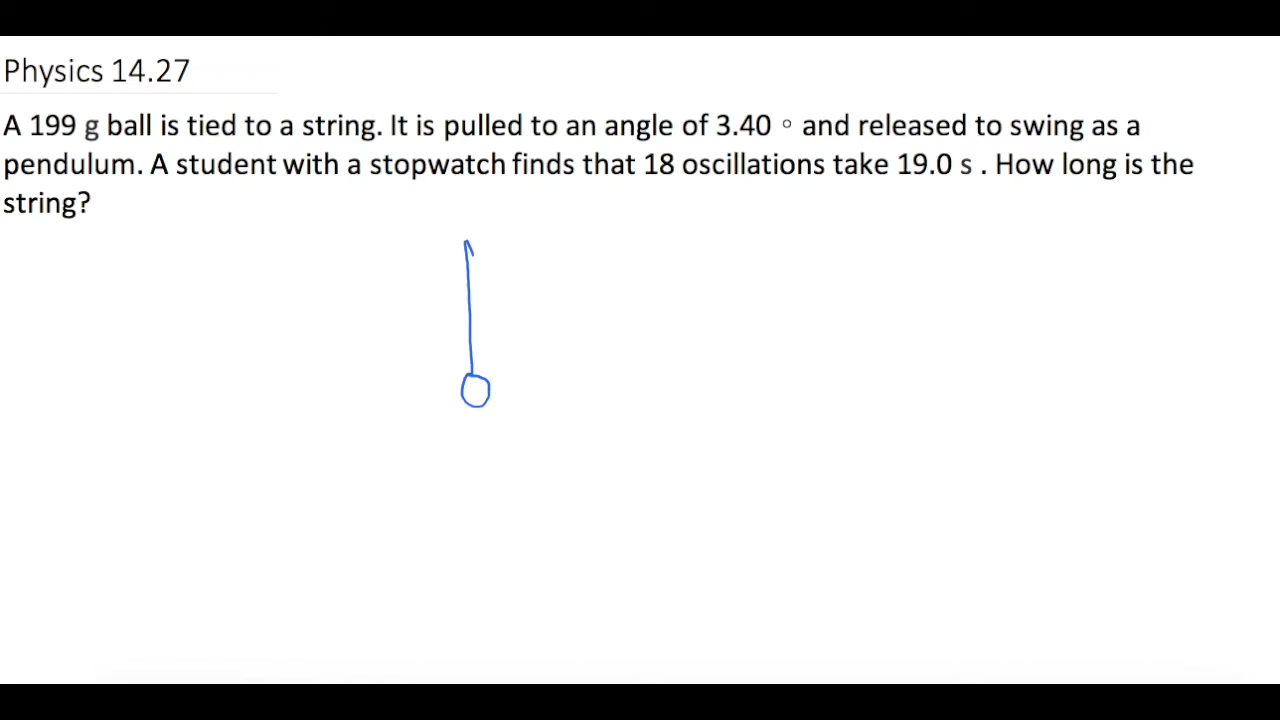 Physics 14.27
A 199 g ball is tied to a string. It is pulled to an angle of 3.40 ∘ and released to swing as a
pendulum. A student with a stopwatch finds that 18 oscillations take 19.0 s . How long is the
string?